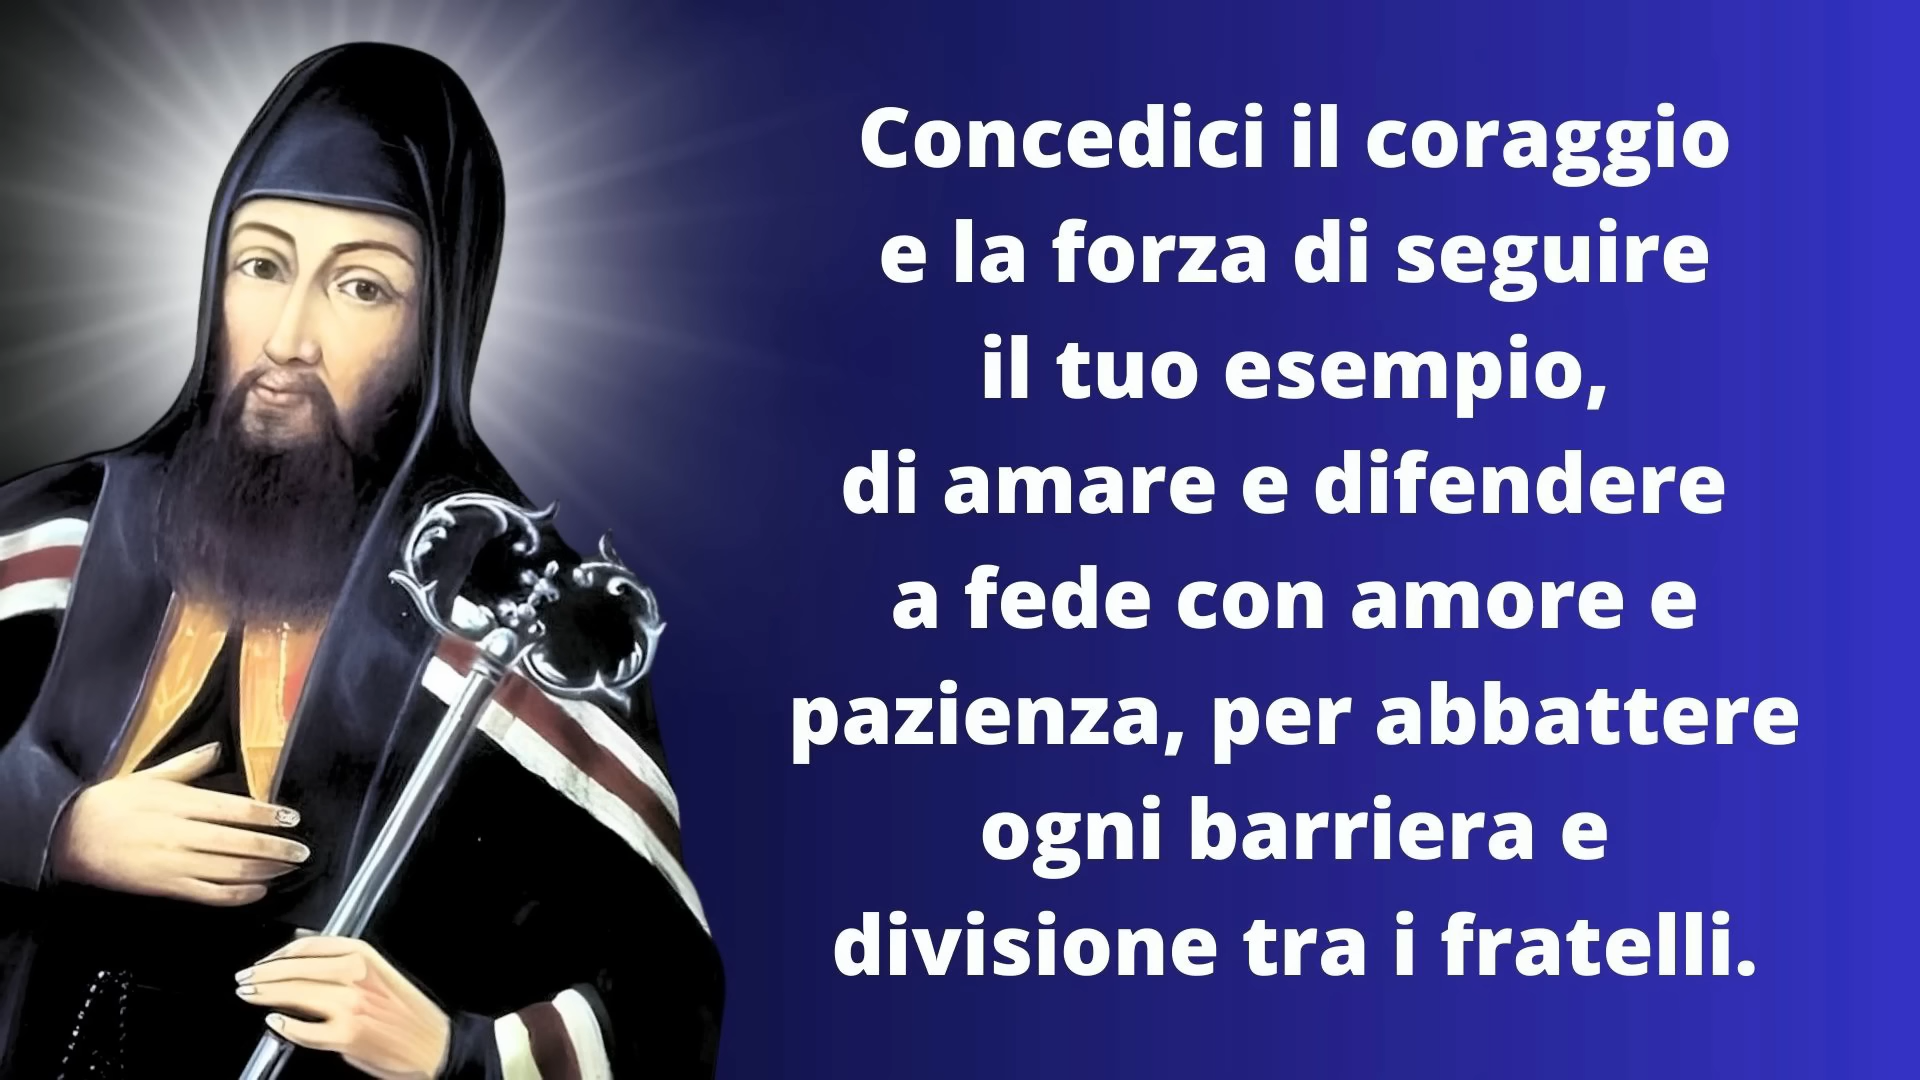 Concedici il coraggio
e la forza di seguire
il tuo esempio,
di amare e difendere
a fede con amore e
pazienza, per abbattere
ogni barriera e
divisione tra i fratelli.